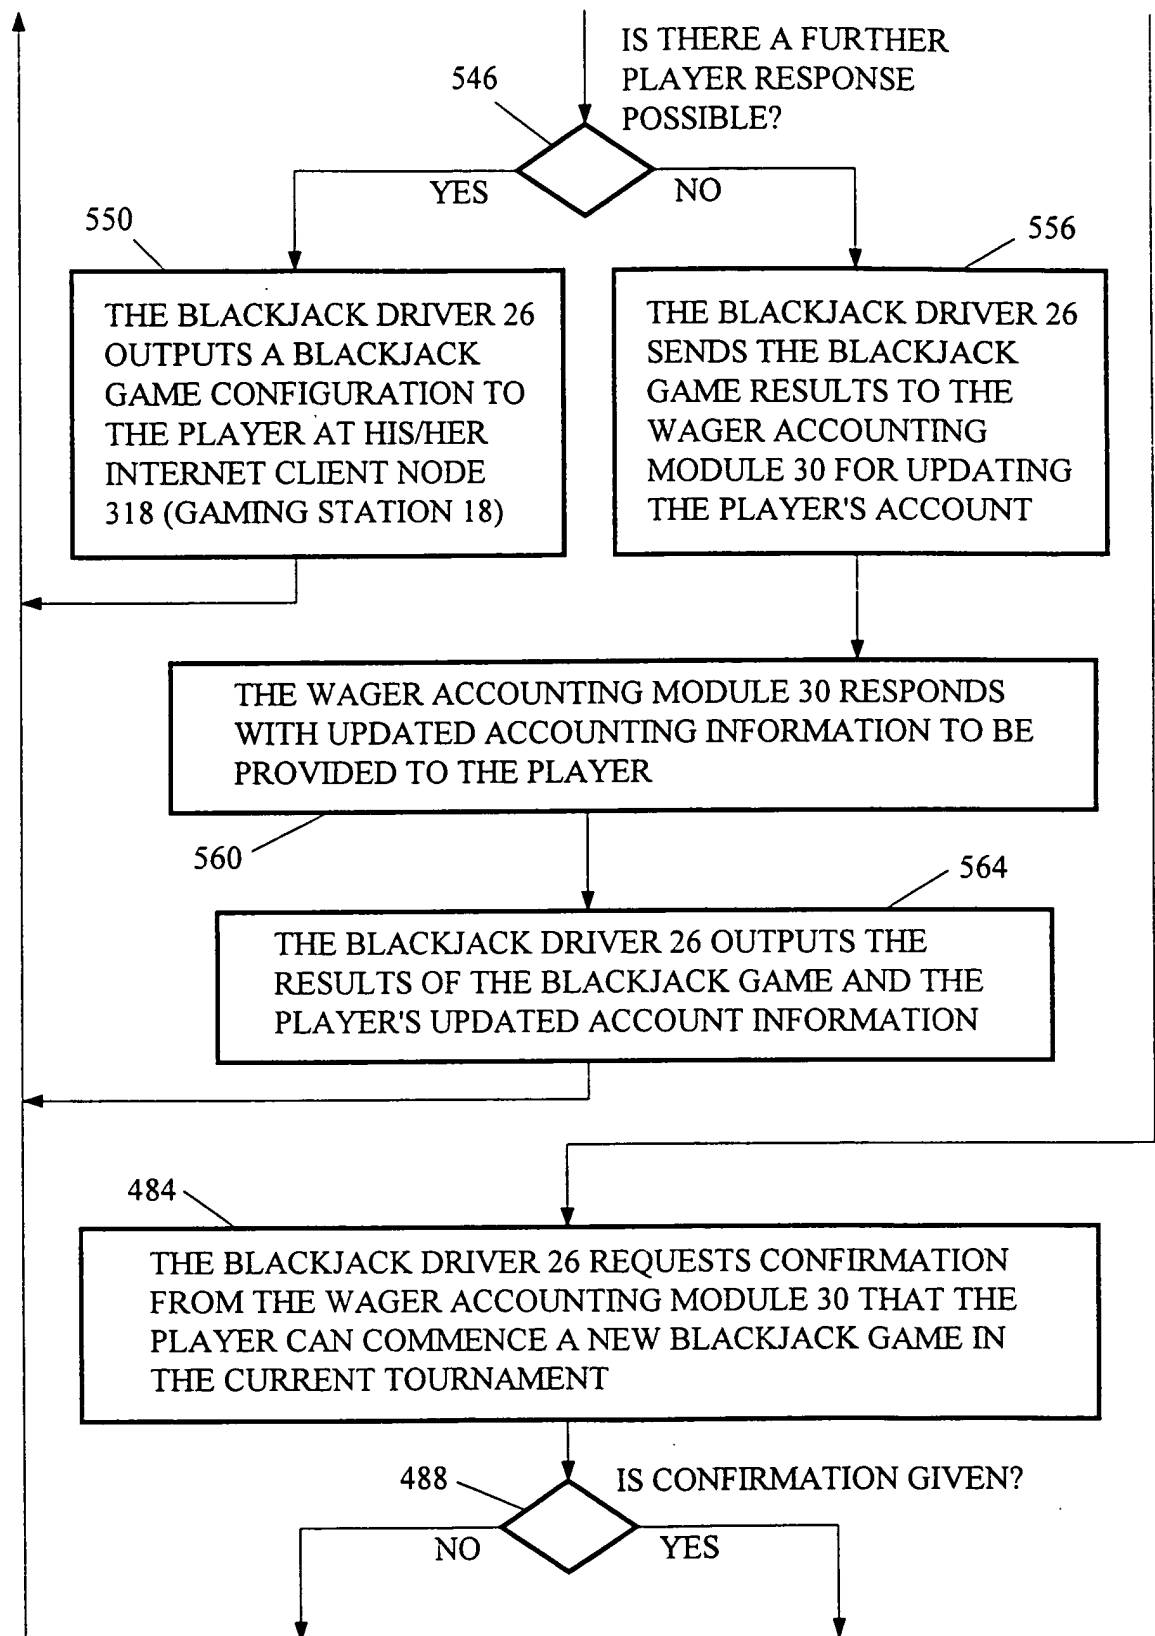 IS THERE A FURTHER
PLAYER RESPONSE
POSSIBLE?
546
YES
NO
550
556
THE BLACKJACK DRIVER 26
OUTPUTS A BLACKJACK
GAME CONFIGURATION TO
THE PLAYER AT HIS/HER
INTERNET CLIENT NODE
318 (GAMING STATION 18)
THE BLACKJACK DRIVER 26
SENDS THE BLACKJACK
GAME RESULTS TO THE
WAGER ACCOUNTING
MODULE 30 FOR UPDATING
THE PLAYER'S ACCOUNT
THE WAGER ACCOUNTING MODULE 30 RESPONDS
WITH UPDATED ACCOUNTING INFORMATION TO BE
PROVIDED TO THE PLAYER
560
564
THE BLACKJACK DRIVER 26 OUTPUTS THE
RESULTS OF THE BLACKJACK GAME AND THE
PLAYER'S UPDATED ACCOUNT INFORMATION
484
THE BLACKJACK DRIVER 26 REQUESTS CONFIRMATION
FROM THE WAGER ACCOUNTING MODULE 30 THAT THE
PLAYER CAN COMMENCE A NEW BLACKJACK GAME IN
THE CURRENT TOURNAMENT
488
IS CONFIRMATION GIVEN?
NO
YES